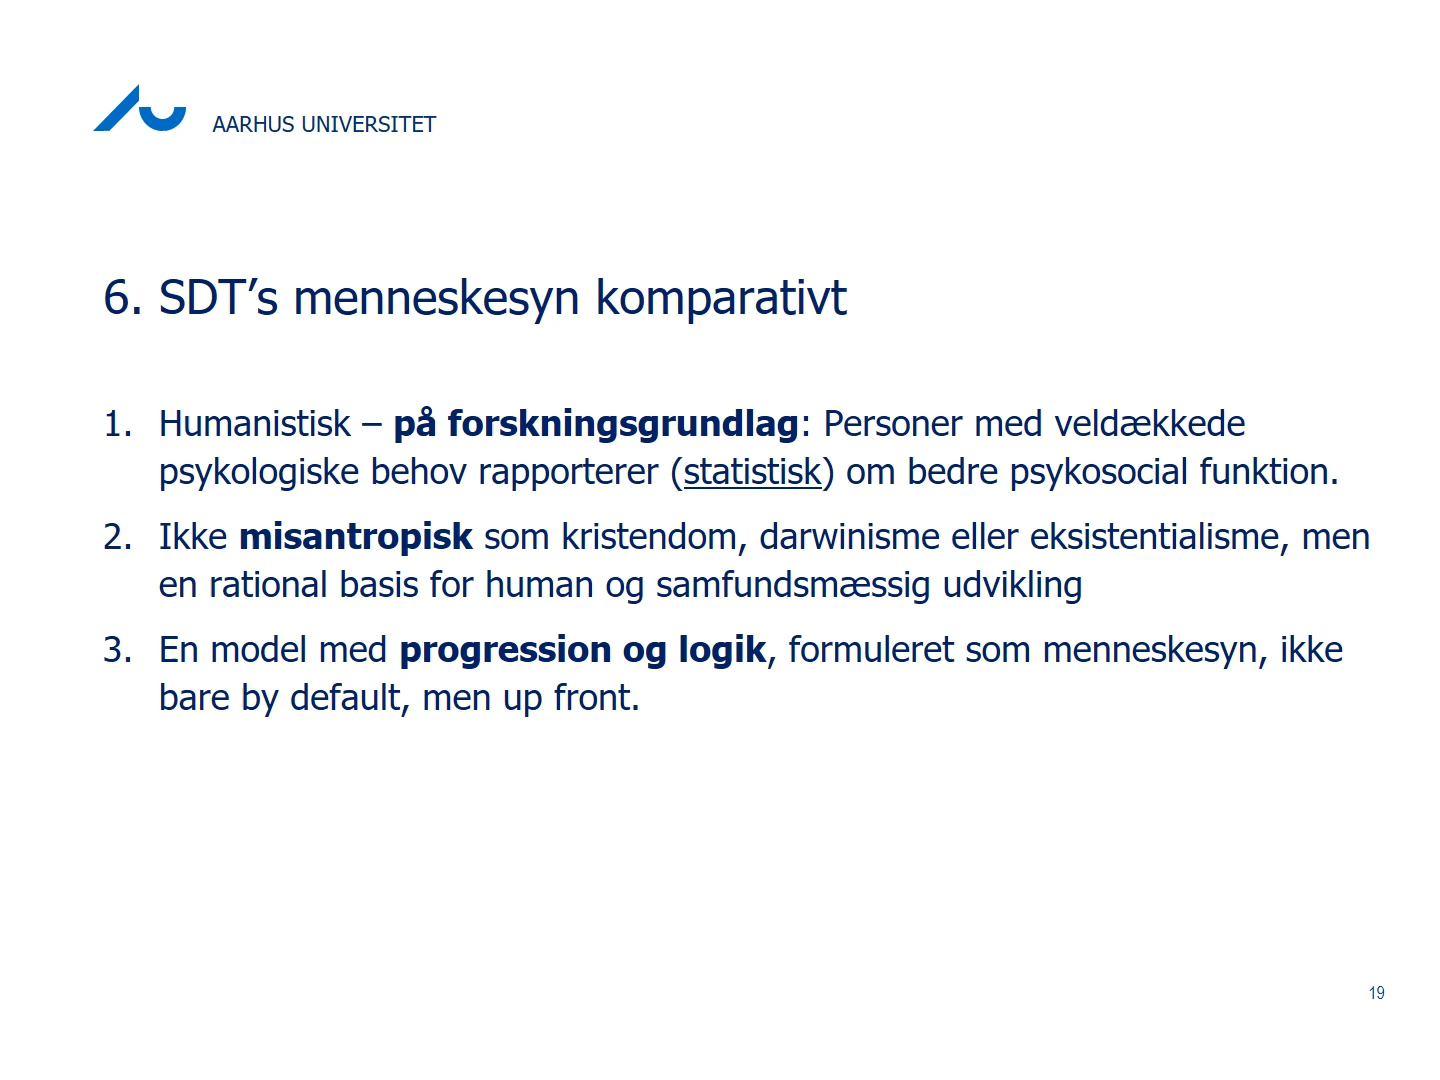 AARHUS UNIVERSITET
6. SDT’s menneskesyn komparativt
1. Humanistisk – på forskningsgrundlag: Personer med veldækkede
psykologiske behov rapporterer (statistisk) om bedre psykosocial funktion.
2. Ikke misantropisk som kristendom, darwinisme eller eksistentialisme, men
en rational basis for human og samfundsmæssig udvikling
3. En model med progression og logik, formuleret som menneskesyn, ikke
bare by default, men up front.
19